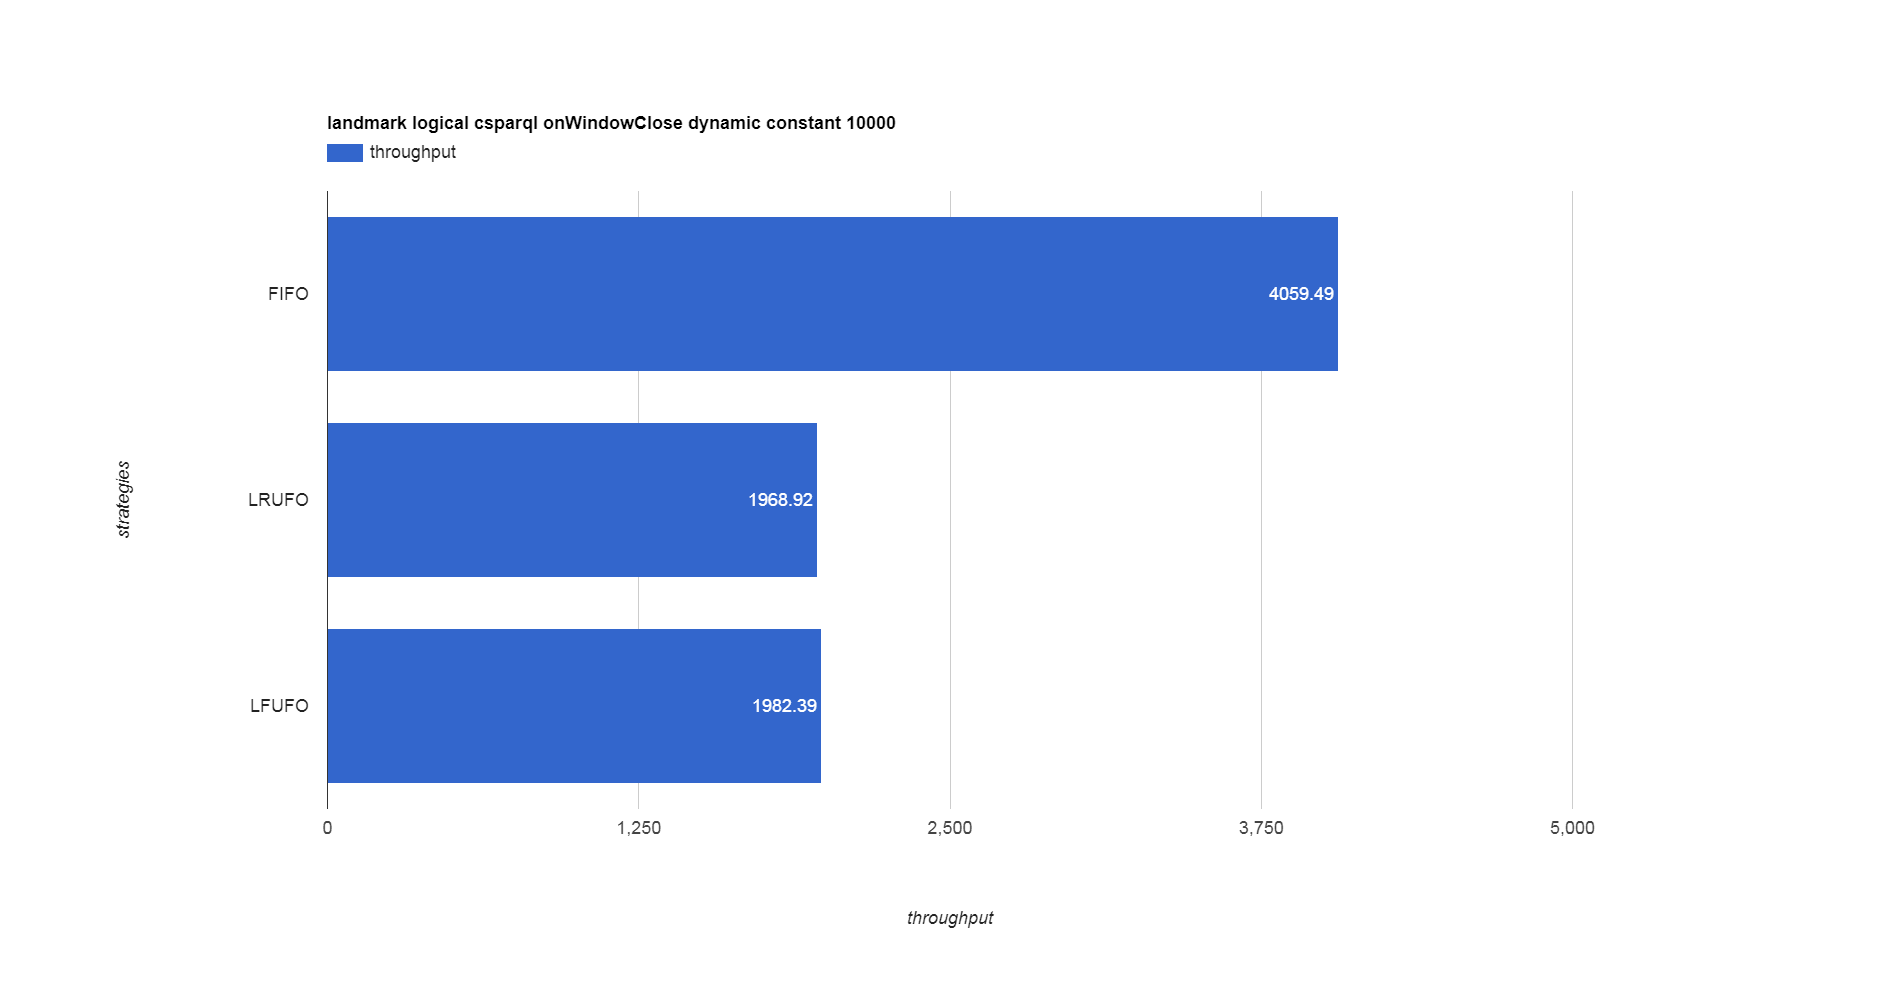 landmark logical csparql onWindowClose dynamic constant 10000
throughput
FIFO
4059.49
LRUFO
1968.92
strategies
LFUFO
1982.39
0 1,250 2,500 3,750 5,000
throughput